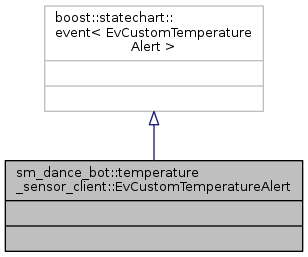 boost::statechart::
event< EvCustomTemperature
Alert >
sm_dance_bot::temperature
_sensor_client::EvCustomTemperatureAlert